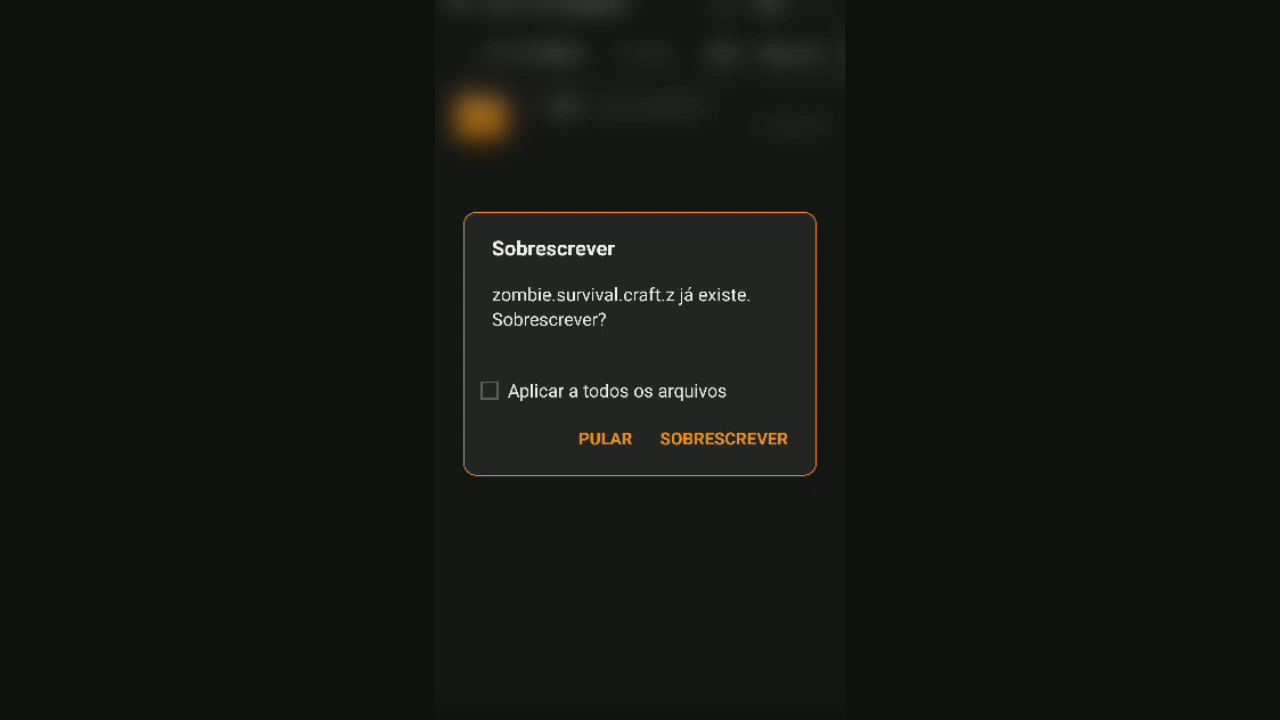 Sobrescrever
zombie.survival.craft.z já existe.
Sobrescrever?
Aplicar a todos os arquivos
PULAR SOBRESCREVER